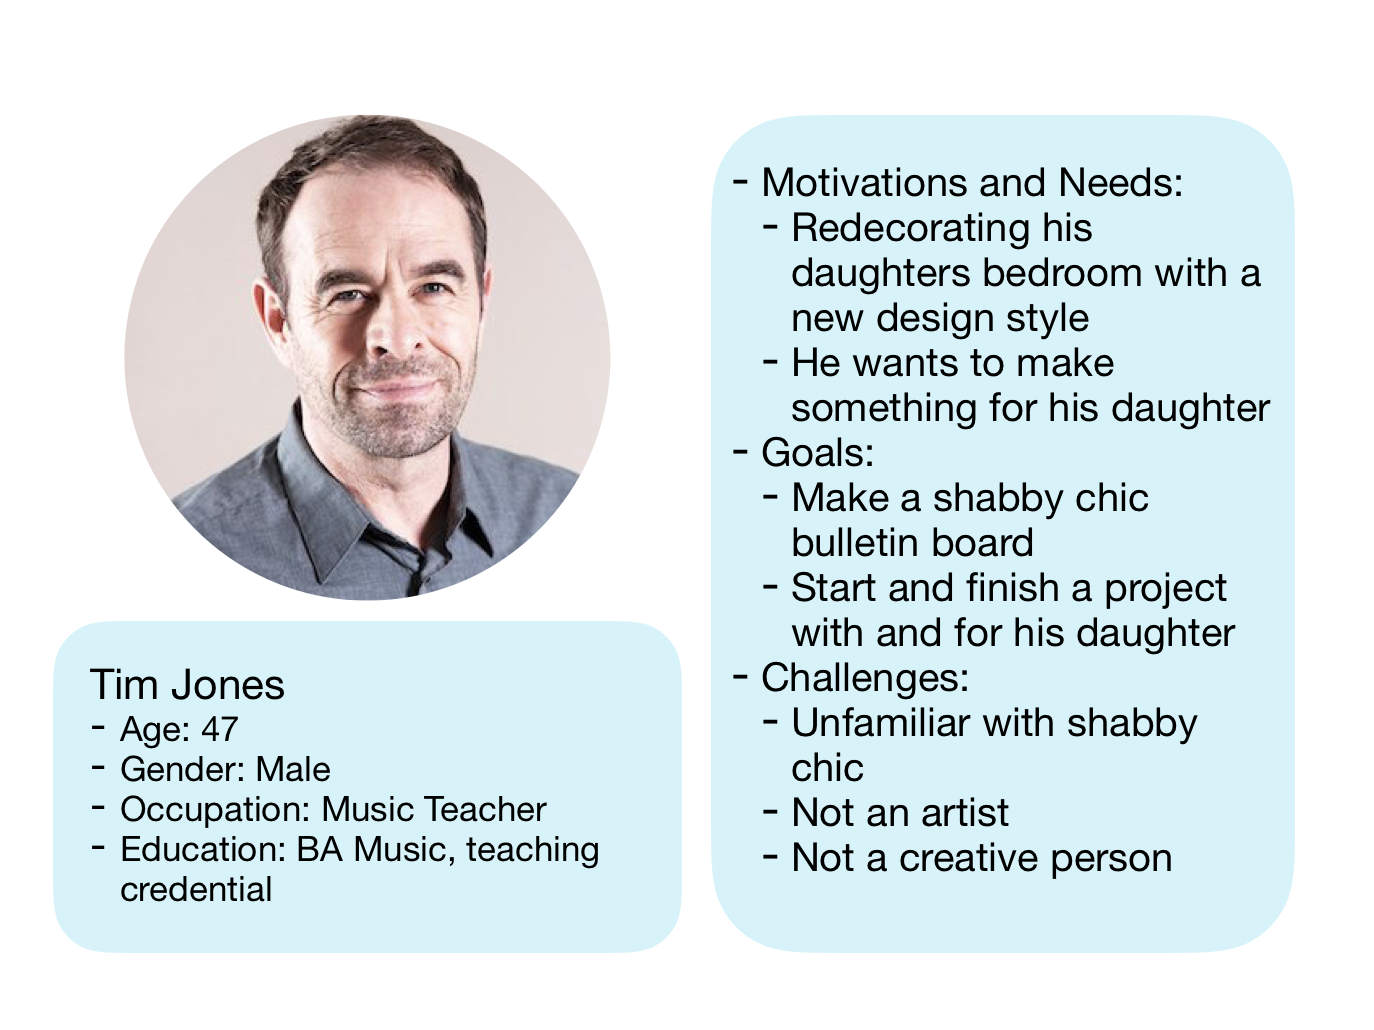 Tim Jones
- Age: 47
- Gender: Male
- Occupation: Music Teacher
- Education: BA Music, teaching
credential
- Motivations and Needs:
- Redecorating his
daughters bedroom with a
new design style
- He wants to make
something for his daughter
- Goals:
- Make a shabby chic
bulletin board
- Start and finish a project
with and for his daughter
- Challenges:
- Unfamiliar with shabby
chic
- Not an artist
- Not a creative person